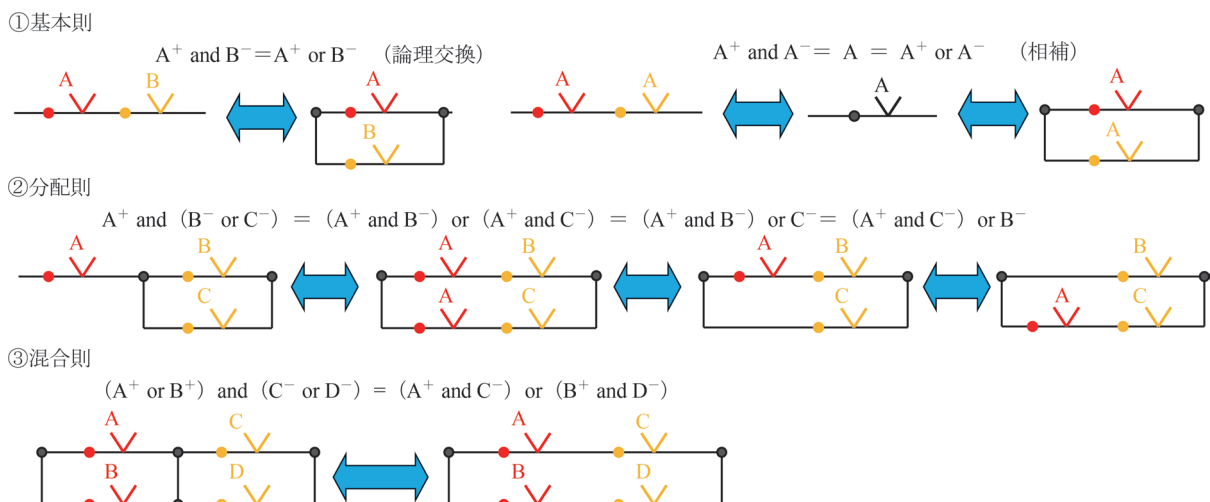 ①基本則
A⁺ and B⁻=A⁺ or B⁻ (論理交換)
A⁺ and A⁻= A = A⁺ or A⁻ (相補)
A B A B
A A A A A
②分配則
A⁺ and (B⁻ or C⁻) = (A⁺ and B⁻) or (A⁺ and C⁻) = (A⁺ and B⁻) or C⁻= (A⁺ and C⁻) or B⁻
A B A B A B B
C A C C A C
③混合則
(A⁺ or B⁺) and (C⁻ or D⁻) = (A⁺ and C⁻) or (B⁺ and D⁻)
A C A C
B D B D